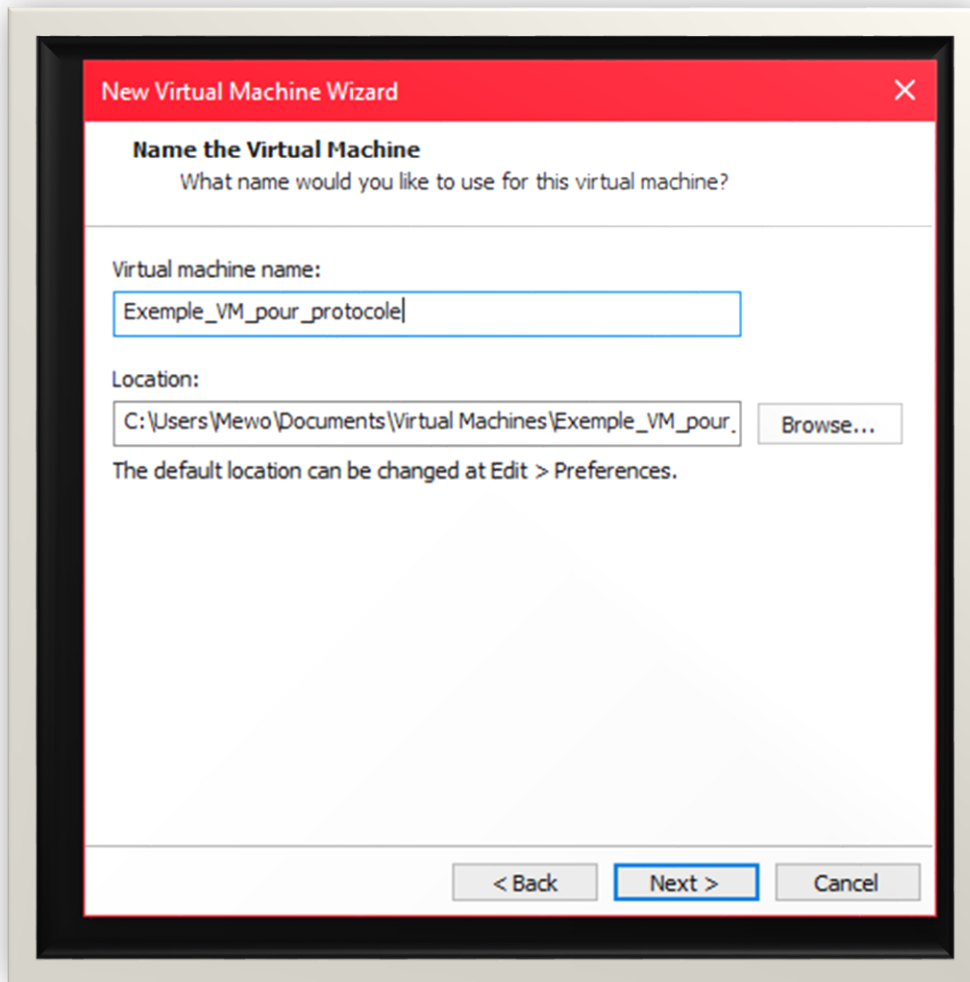 New Virtual Machine Wizard
Name the Virtual Machine
What name would you like to use for this virtual machine?
Virtual machine name:
Exemple_VM_pour_protocole
Location:
C:\Users\Mewo\Documents\Virtual Machines\Exemple_VM_pour_
Browse...
The default location can be changed at Edit > Preferences.
< Back
Next >
Cancel